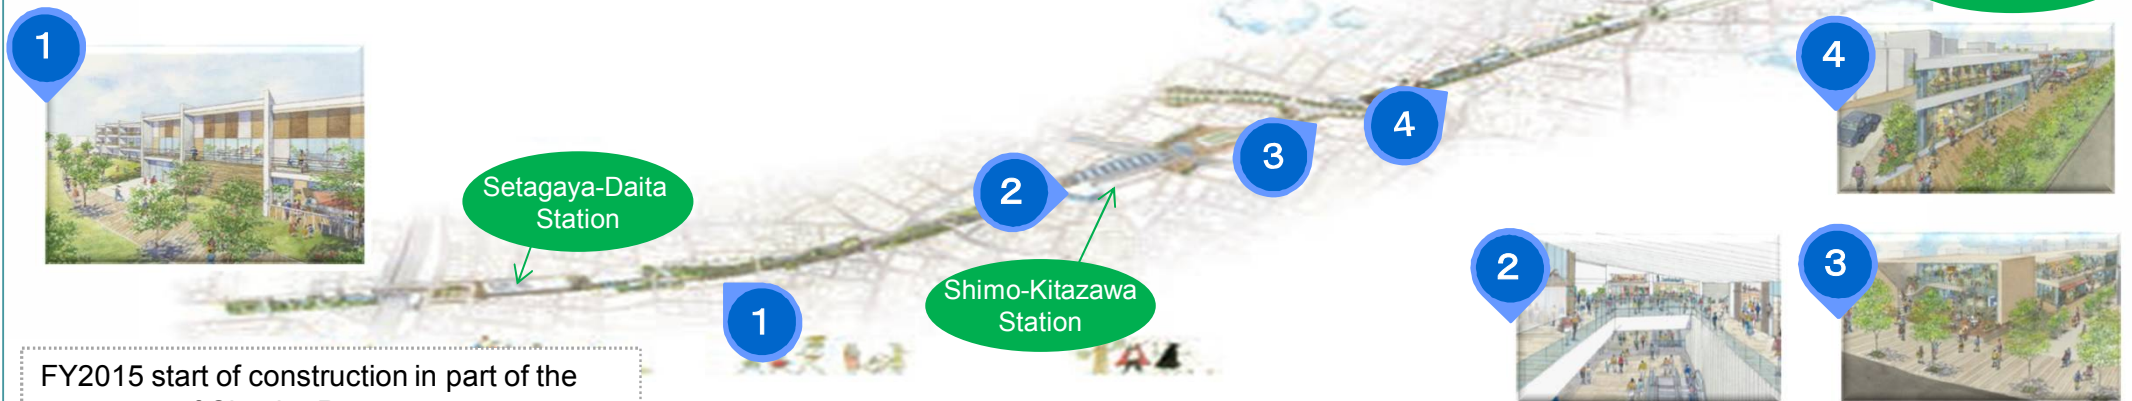 1
4
4
3
Setagaya-Daita
Station
2
2
3
Shimo-Kitazawa
Station
1
FY2015 start of construction in part of the